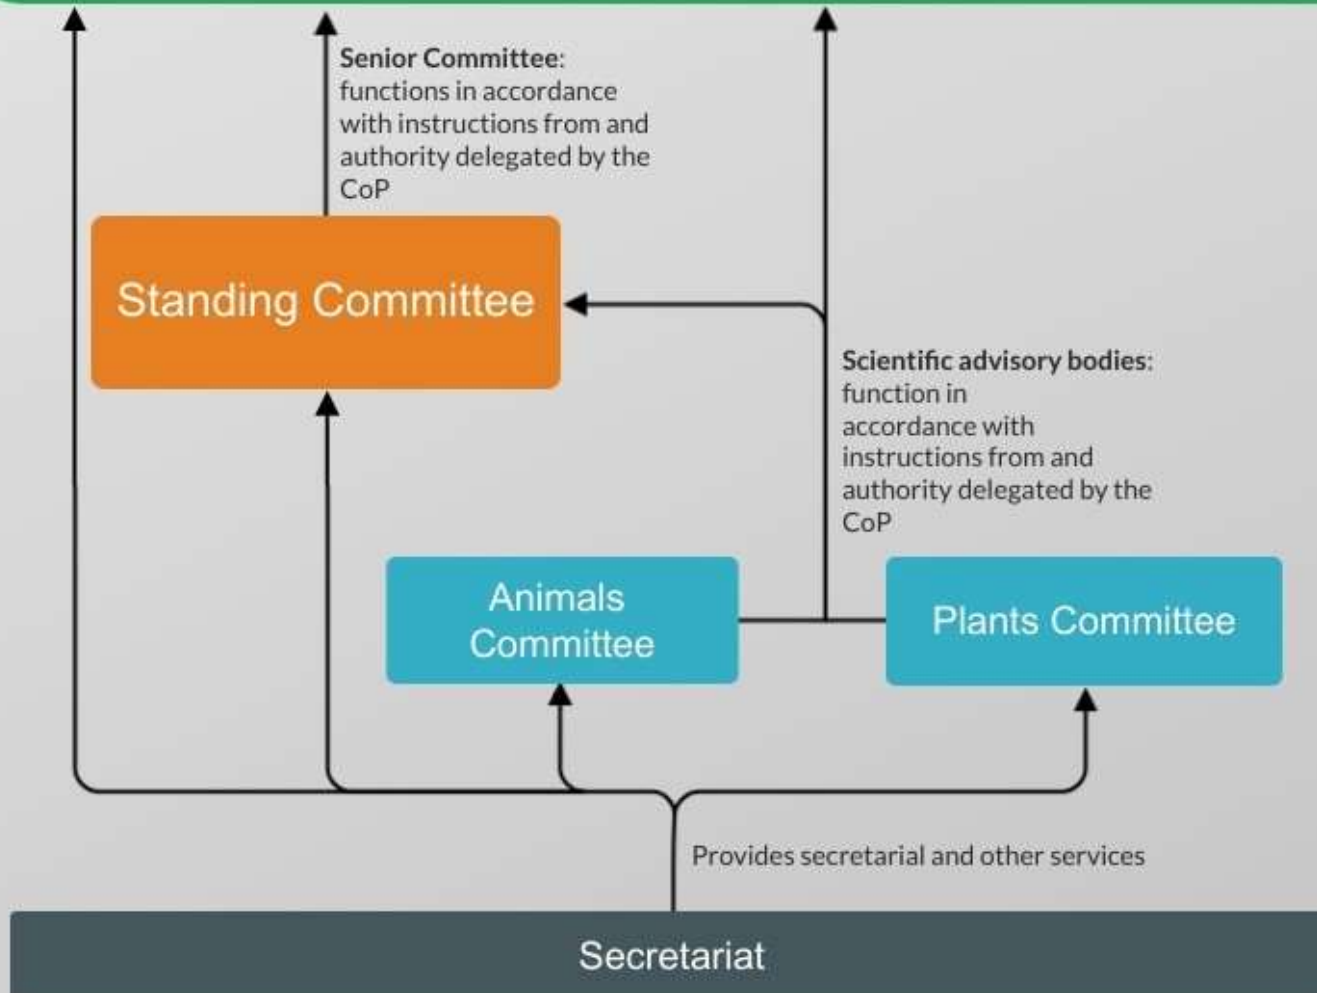 Senior Committee:
functions in accordance
with instructions from and
authority delegated by the
CoP
Standing Committee
Scientific advisory bodies:
function in
accordance with
instructions from and
authority delegated by the
CoP
Animals
Committee
Plants Committee
Provides secretarial and other services
Secretariat